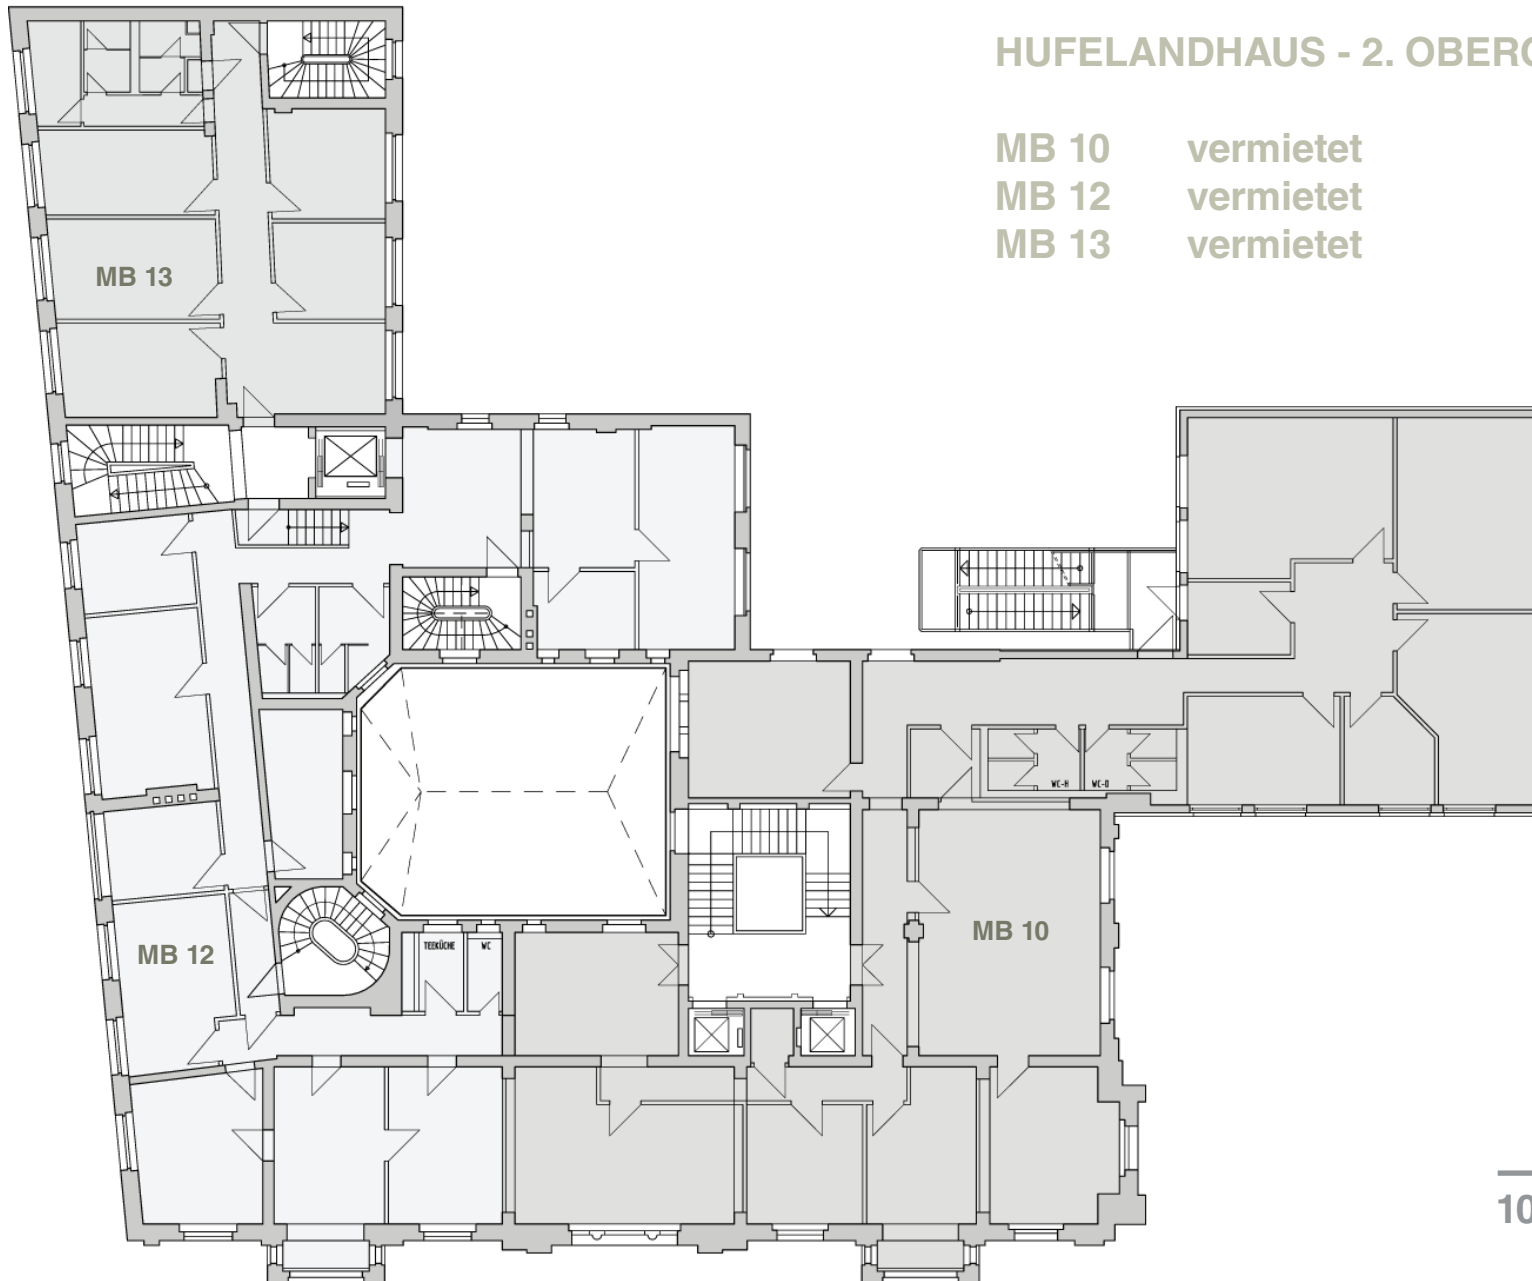 HUFELANDHAUS - 2. OBERG
MB 10 vermietet
MB 12 vermietet
MB 13 vermietet
MB 13
WC-H WC-D
MB 10
TEEKÜCHE WC
MB 12
10